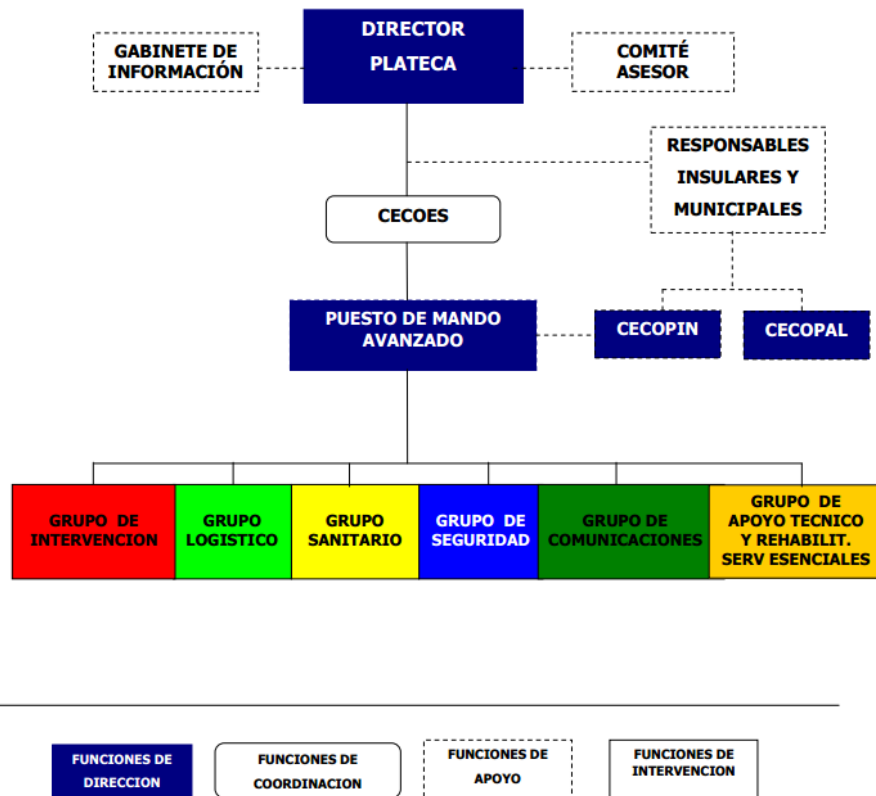 DIRECTOR
PLATECA
GABINETE DE
INFORMACIÓN
COMITÉ
ASESOR
RESPONSABLES
INSULARES Y
MUNICIPALES
CECOES
PUESTO DE MANDO
AVANZADO
CECOPIN
CECOPAL
GRUPO DE
INTERVENCION
GRUPO
LOGISTICO
GRUPO
SANITARIO
GRUPO DE
SEGURIDAD
GRUPO DE
COMUNICACIONES
GRUPO DE
APOYO TECNICO
Y REHABILIT.
SERV ESENCIALES
FUNCIONES DE
DIRECCION
FUNCIONES DE
COORDINACION
FUNCIONES DE
APOYO
FUNCIONES DE
INTERVENCION